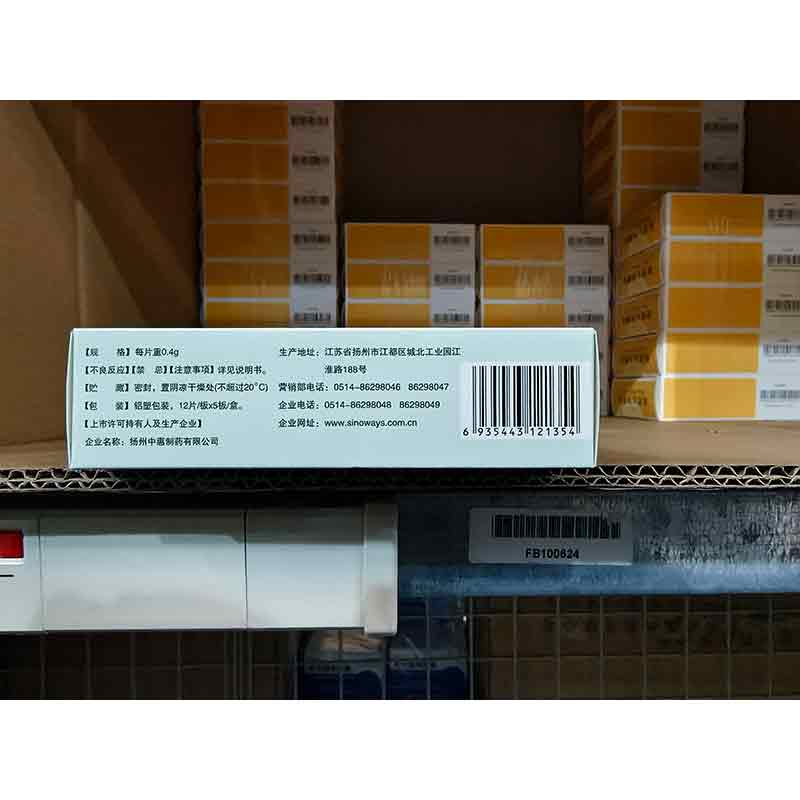 【规　格】每片重0.4g
【不良反应】【禁　忌】【注意事项】详见说明书。
【贮　藏】密封，置阴凉干燥处(不超过20°C)
【包　装】铝塑包装，12片/板x5板/盒。
【上市许可持有人及生产企业】
企业名称：扬州中惠制药有限公司
生产地址：江苏省扬州市江都区城北工业园江
淮路188号
营销部电话：0514-86298046 86298047
企业电话：0514-86298048 86298049
企业网址：www.sinoways.com.cn
6 935443 121354
FB100624